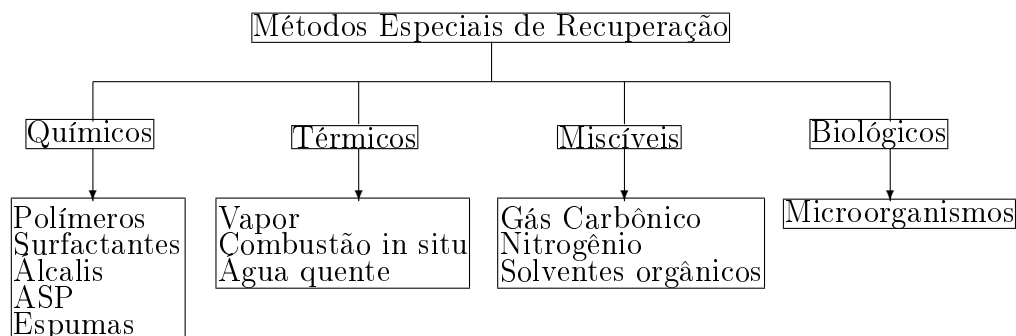 Métodos Especiais de Recuperação
Químicos
Térmicos
Miscíveis
Biológicos
Polímeros
Surfactantes
Álcalis
ASP
Espumas
Vapor
Combustão in situ
Água quente
Gás Carbônico
Nitrogênio
Solventes orgânicos
Microorganismos